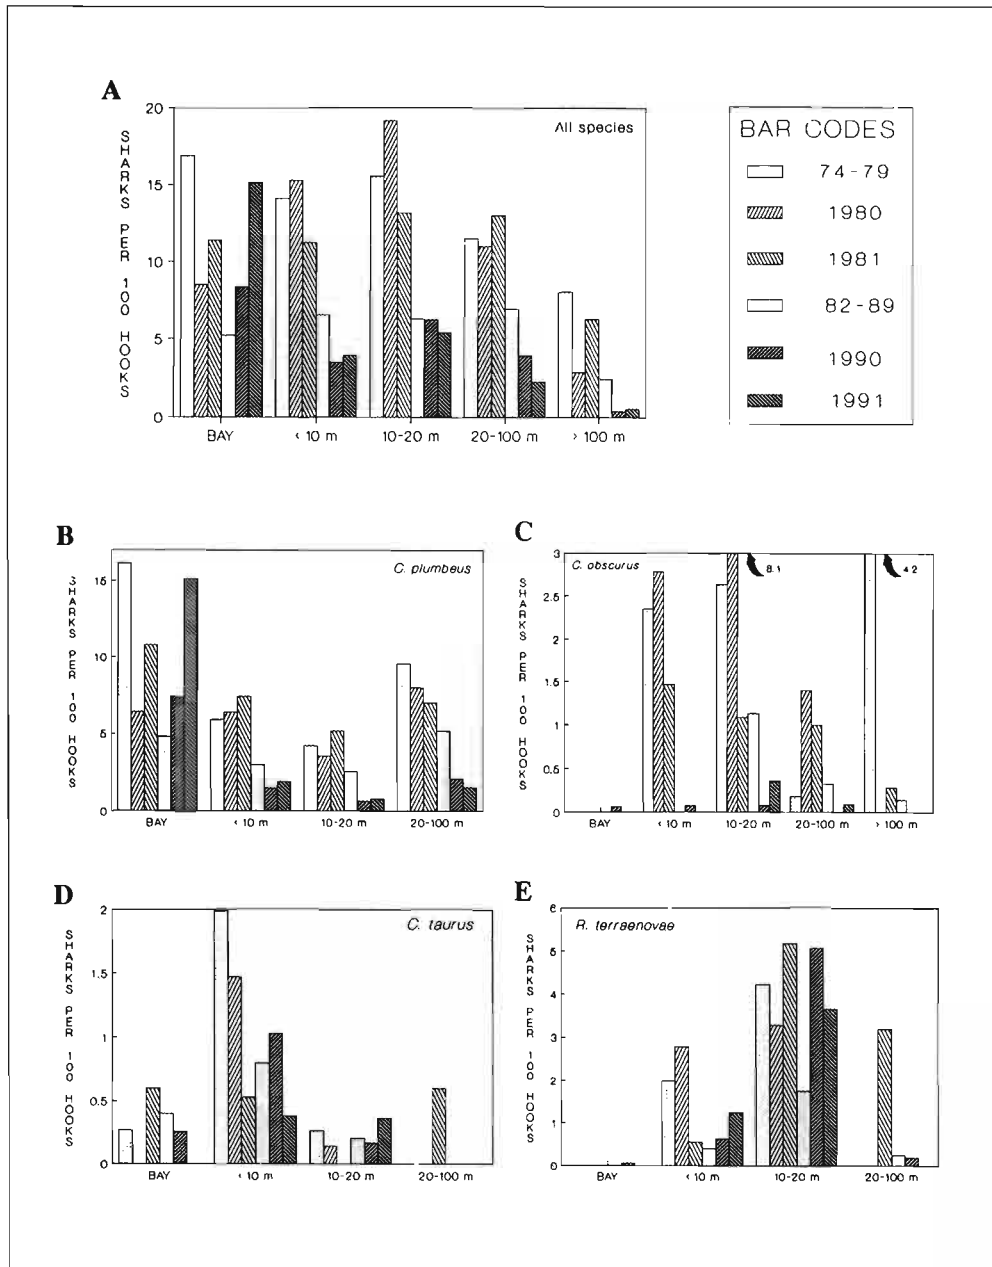 A
SHARKS PER 100 HOOKS
20
15
10
5
0
All species
BAY < 10 m 10-20 m 20-100 m > 100 m
BAR CODES
74-79
1980
1981
82-89
1990
1991
B
SHARKS PER 100 HOOKS
15
10
5
0
C. plumbeus
BAY < 10 m 10-20 m 20-100 m
C
SHARKS PER 100 HOOKS
3
2.5
2
1.5
1
0.5
0
C. obscurus
8.1
4.2
BAY < 10 m 10-20 m 20-100 m > 100 m
D
SHARKS PER 100 HOOKS
2
1.5
1
0.5
0
C. taurus
BAY < 10 m 10-20 m 20-100 m
E
SHARKS PER 100 HOOKS
6
5
4
3
2
1
0
R. terraenovae
BAY < 10 m 10-20 m 20-100 m